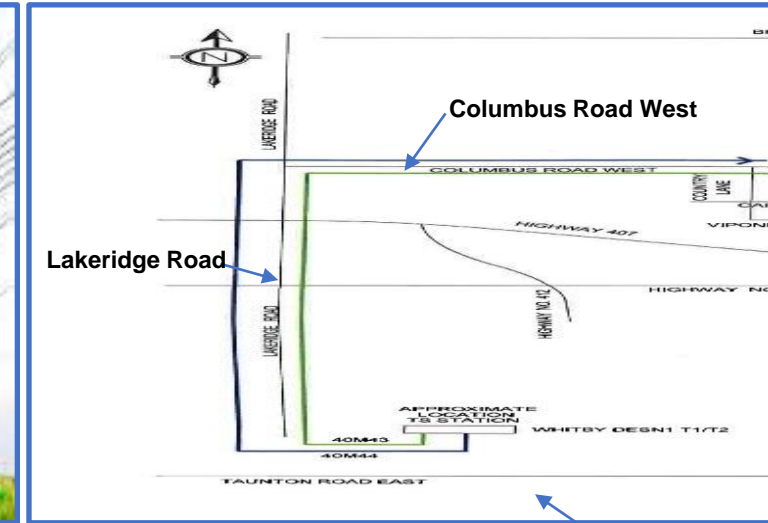 N
LAKERIDGE ROAD
Columbus Road West
COLUMBUS ROAD WEST
COUNTRY
LANE
HIGHWAY 407
Lakeridge Road
HIGHWAY NO. 412
LAKERIDGE ROAD
APPROXIMATE
LOCATION
TS STATION
WHITBY DESN1 T1/T2
40M43
40M44
TAUNTON ROAD EAST